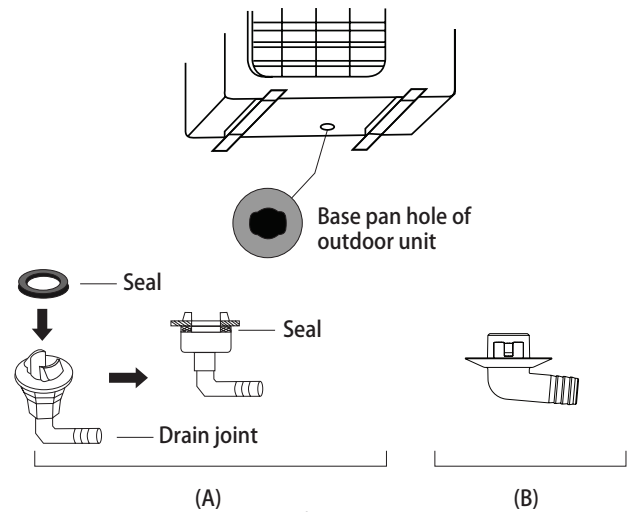 Base pan hole of
outdoor unit
Seal
Seal
Drain joint
(A)
(B)